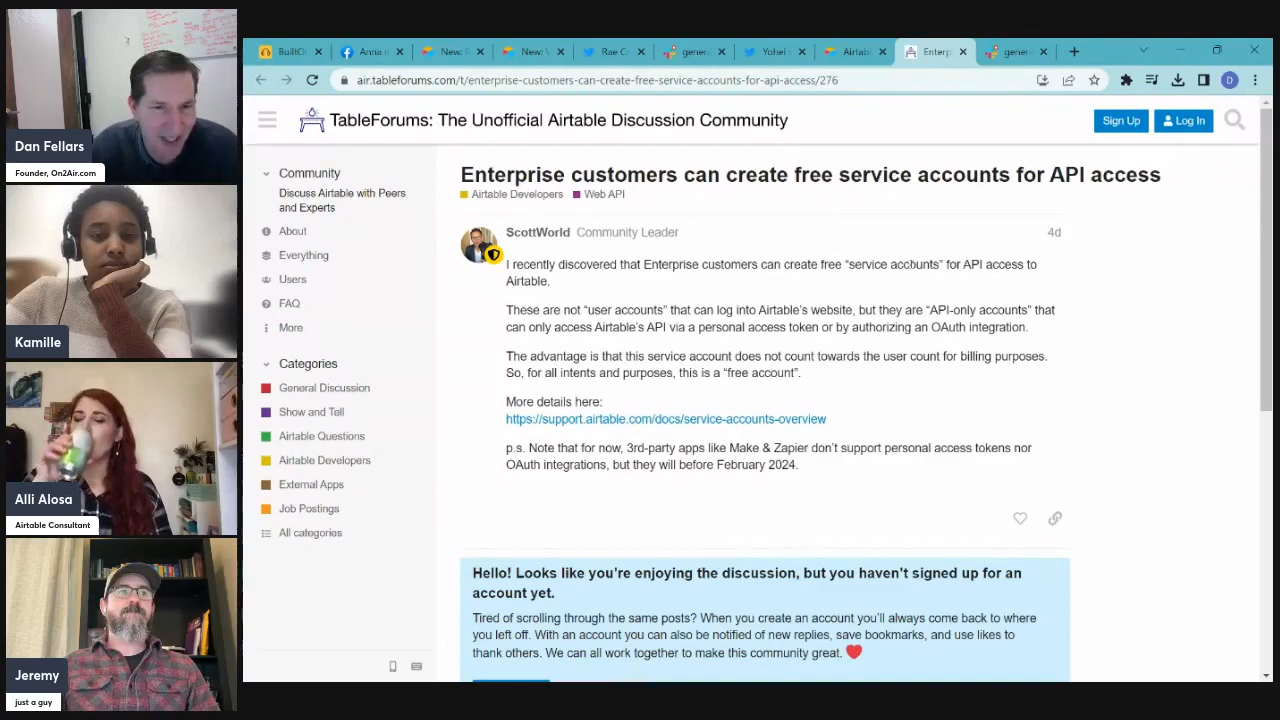 Dan Fellars
Founder, On2Air.com
Kamille
Alli Alosa
Airtable Consultant
Jeremy
just a guy
BuiltO
Anna
New:
New:
Rae C
gener
Yohei
Airtab
Enterp
gener
air.tableforums.com/t/enterprise-customers-can-create-free-service-accounts-for-api-access/276
D
TableForums: The Unofficial Airtable Discussion Community
Sign Up
Log In
Community
Discuss Airtable with Peers
and Experts
About
Everything
Users
FAQ
More
Categories
General Discussion
Show and Tell
Airtable Questions
Airtable Developers
External Apps
Job Postings
All categories
Enterprise customers can create free service accounts for API access
Airtable Developers Web API
ScottWorld Community Leader 4d
I recently discovered that Enterprise customers can create free “service accounts” for API access to
Airtable.
These are not “user accounts” that can log into Airtable’s website, but they are “API-only accounts” that
can only access Airtable’s API via a personal access token or by authorizing an OAuth integration.
The advantage is that this service account does not count towards the user count for billing purposes.
So, for all intents and purposes, this is a “free account”.
More details here:
https://support.airtable.com/docs/service-accounts-overview
p.s. Note that for now, 3rd-party apps like Make & Zapier don’t support personal access tokens nor
OAuth integrations, but they will before February 2024.
Hello! Looks like you’re enjoying the discussion, but you haven’t signed up for an
account yet.
Tired of scrolling through the same posts? When you create an account you’ll always come back to where
you left off. With an account you can also be notified of new replies, save bookmarks, and use likes to
thank others. We can all work together to make this community great.